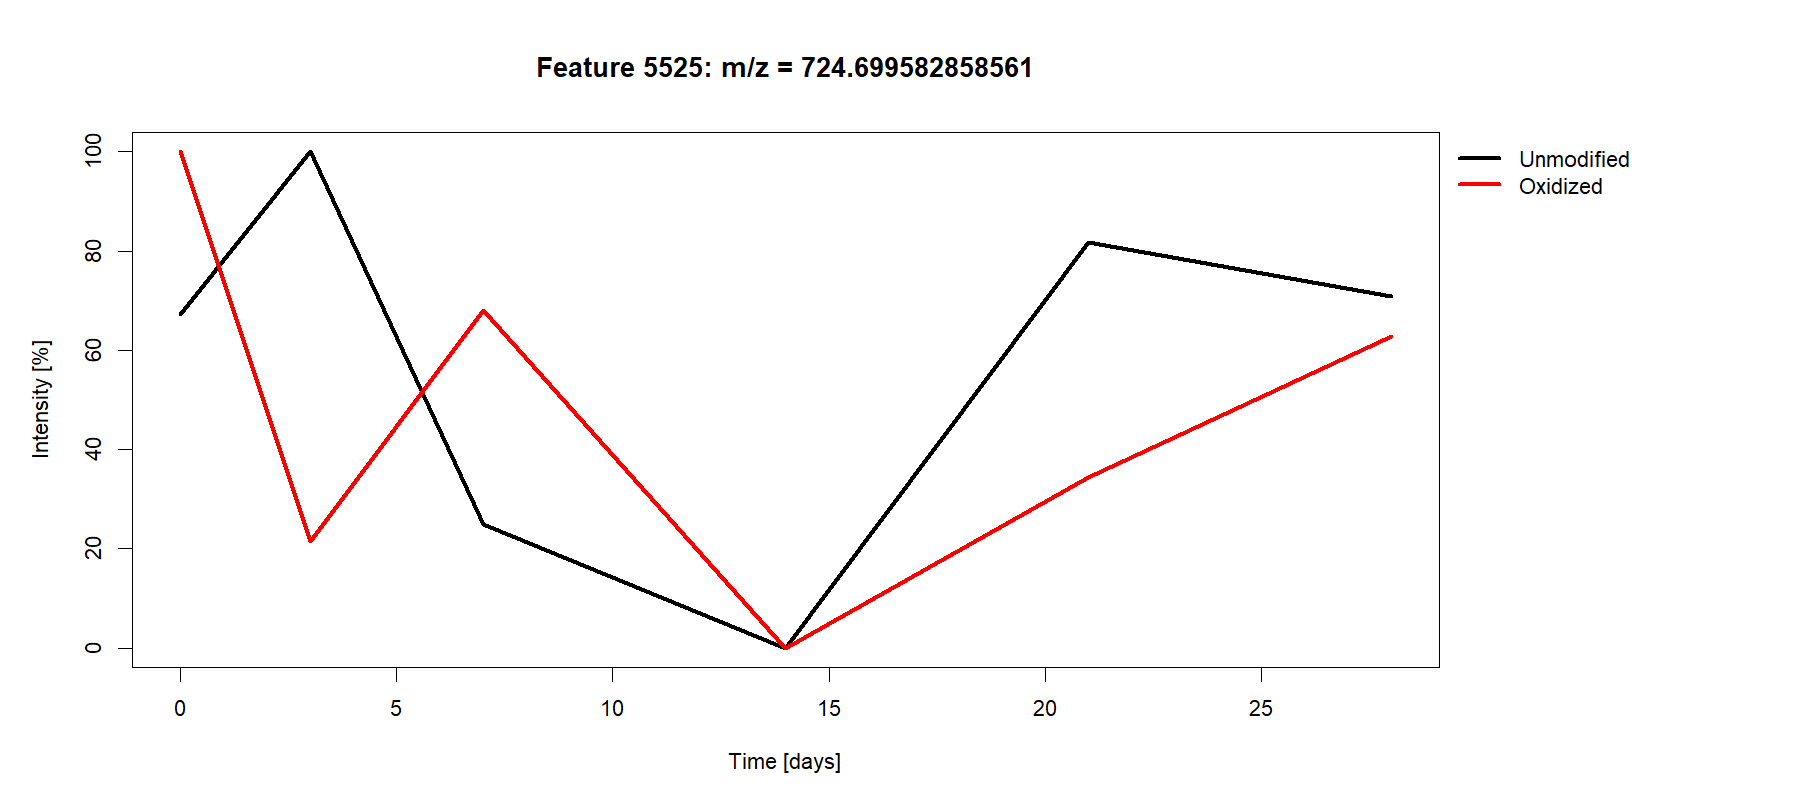 Feature 5525: m/z = 724.699582858561
Unmodified
Oxidized
Intensity [%]
100
80
60
40
20
0
0 5 10 15 20 25
Time [days]